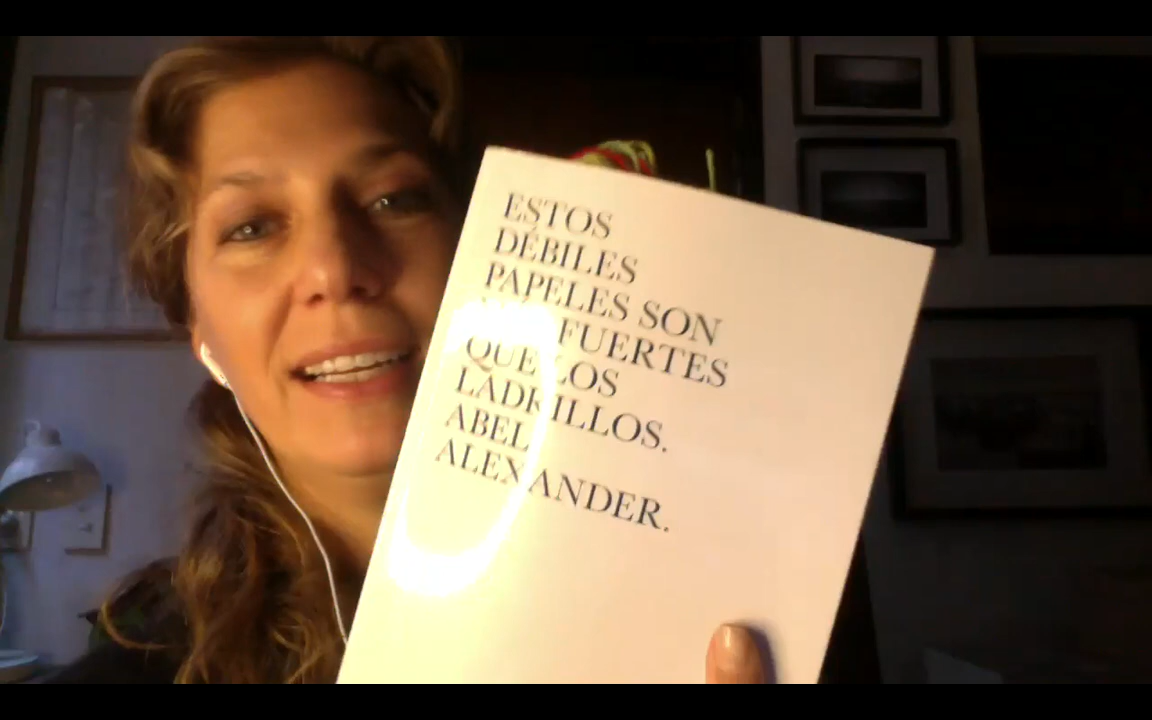 ESTOS
DÉBILES
PAPELES SON
FUERTES
QUE LOS
LADRILLOS.
ABEL
ALEXANDER.